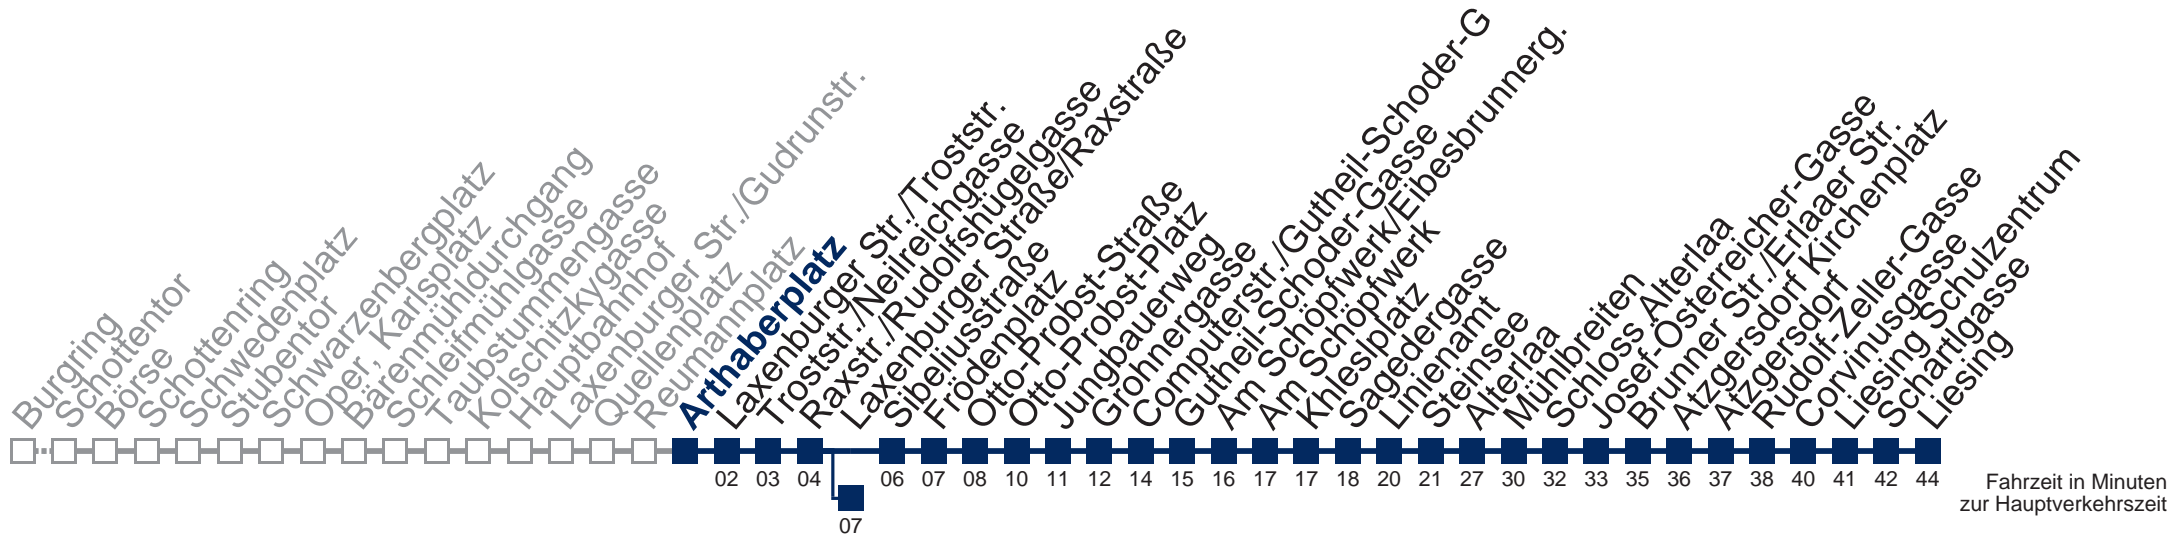 Burgring
Schottentor
Börse
Schottenring
Schwedenplatz
Stubentor
Schwarzenbergplatz
Oper, Karlsplatz
Bärenmühldurchgang
Schleifmühlgasse
Taubstummengasse
Kolschitzkygasse
Hauptbahnhof
Laxenburger Str./Gudrunstr.
Quellenplatz
Reumannplatz
Arthaberplatz
Laxenburger Str./Troststr.
Troststr./Neilreichgasse
Raxstr./Rudolfshügelgasse
Laxenburger Straße/Raxstraße
Sibeliusstraße
Frödenplatz
Otto-Probst-Straße
Otto-Probst-Platz
Jungbauerweg
Grohnergasse
Computerstr./Gutheil-Schoder-G
Gutheil-Schoder-Gasse
Am Schöpfwerk/Eibesbrunnerg.
Am Schöpfwerk
Khleslplatz
Sagedergasse
Linienamt
Steinsee
Alterlaa
Mühlbreiten
Schloss Alterlaa
Josef-Österreicher-Gasse
Brunner Str./Erlaaer Str.
Atzgersdorf Kirchenplatz
Atzgersdorf
Rudolf-Zeller-Gasse
Corvinusgasse
Liesing Schulzentrum
Schartlgasse
Liesing
02 03 04 06 07 08 10 11 12 14 15 16 17 17 18 20 21 27 30 32 33 35 36 37 38 40 41 42 44
07
Fahrzeit in Minuten
zur Hauptverkehrszeit